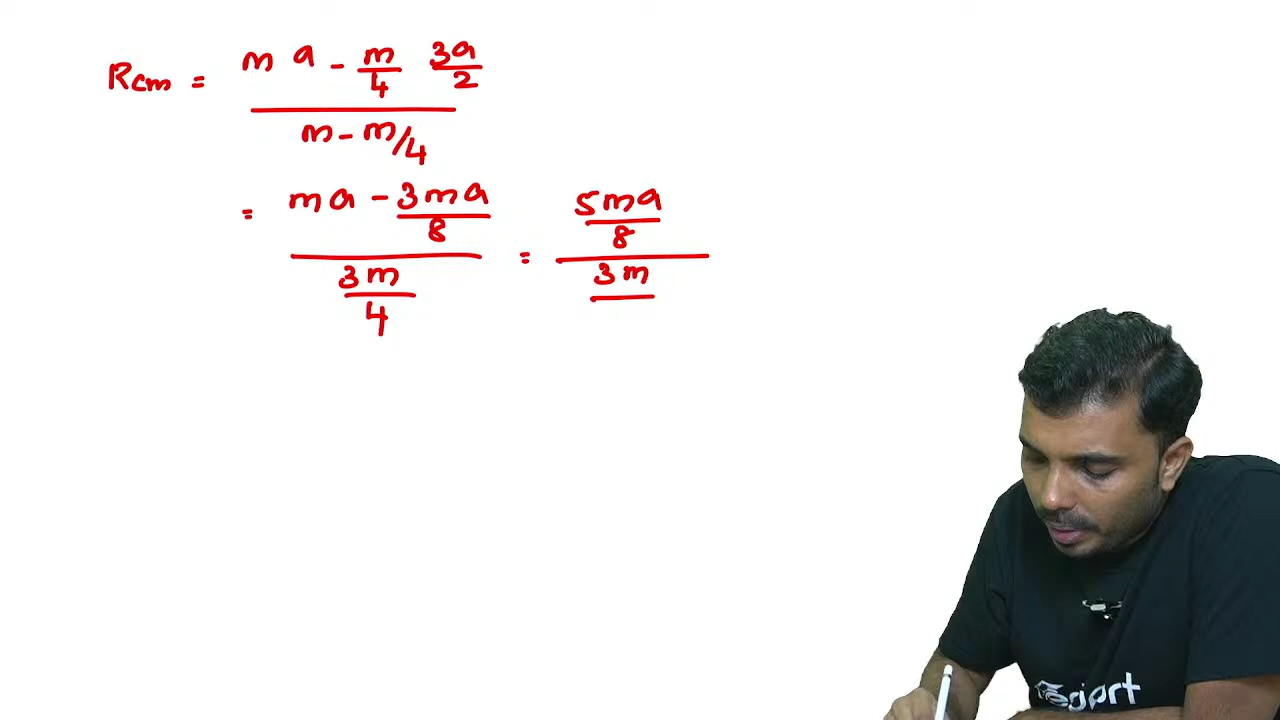 Rcm = (m a - m/4 3a/2) / (m - m/4)
= (ma - 3ma/8) / (3m/4) = (5ma/8) / (3m/)